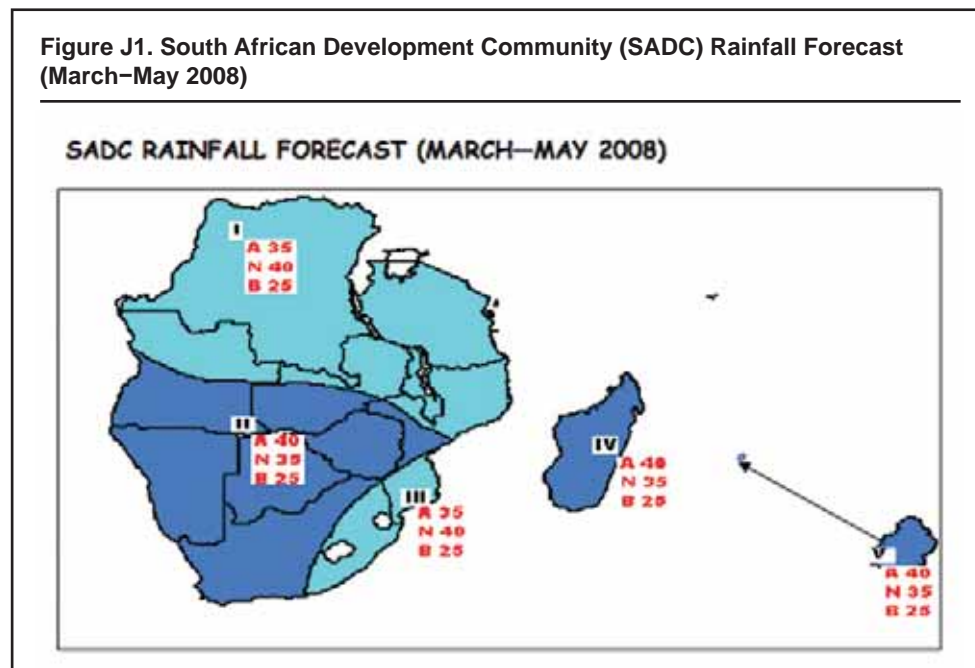 Figure J1. South African Development Community (SADC) Rainfall Forecast
(March−May 2008)
SADC RAINFALL FORECAST (MARCH—MAY 2008)
I
A 35
N 40
B 25
II
A 40
N 35
B 25
III
A 35
N 40
B 25
IV
A 40
N 35
B 25
V
A 40
N 35
B 25